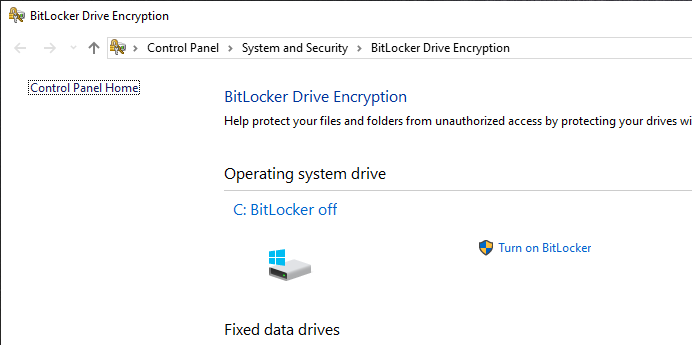 BitLocker Drive Encryption
Control Panel > System and Security > BitLocker Drive Encryption
Control Panel Home
BitLocker Drive Encryption
Help protect your files and folders from unauthorized access by protecting your drives wi
Operating system drive
C: BitLocker off
Turn on BitLocker
Fixed data drives